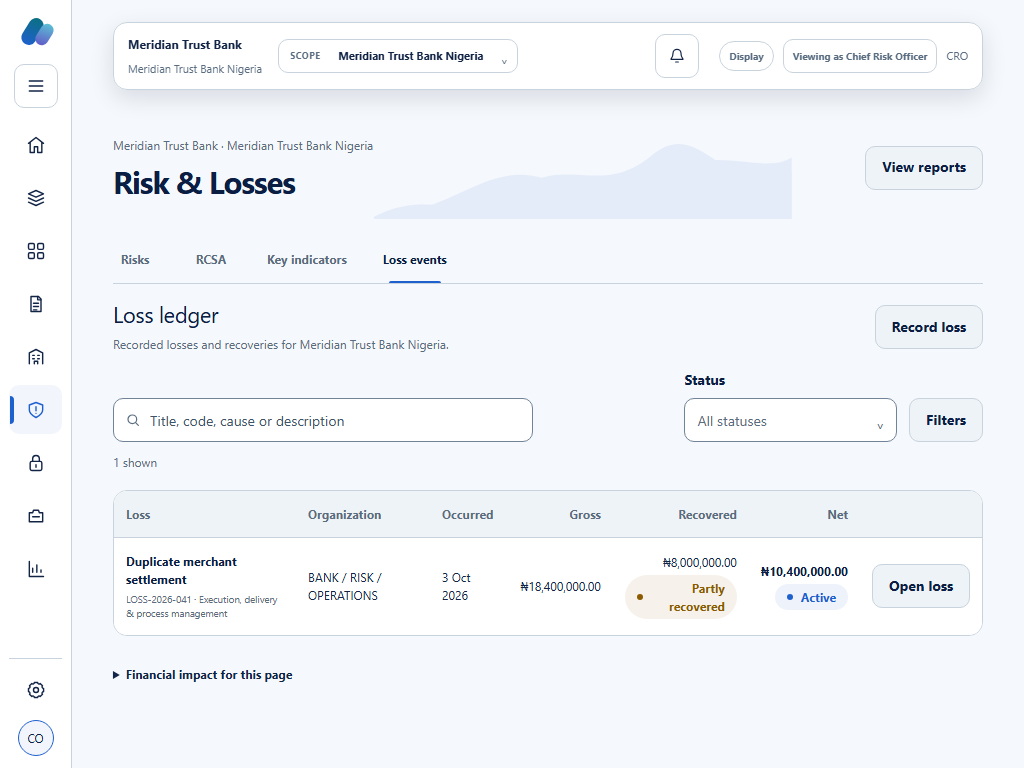 Meridian Trust Bank
Meridian Trust Bank Nigeria
SCOPE Meridian Trust Bank Nigeria
Display
Viewing as Chief Risk Officer
CRO
Meridian Trust Bank · Meridian Trust Bank Nigeria
Risk & Losses
View reports
Risks RCSA Key indicators Loss events
Loss ledger
Recorded losses and recoveries for Meridian Trust Bank Nigeria.
Record loss
Status
Title, code, cause or description
All statuses
Filters
1 shown
Loss Organization Occurred Gross Recovered Net
Duplicate merchant
settlement
LOSS-2026-041 · Execution, delivery
& process management
BANK / RISK /
OPERATIONS
3 Oct
2026
₦18,400,000.00
₦8,000,000.00
Partly
recovered
₦10,400,000.00
Active
Open loss
Financial impact for this page
CO